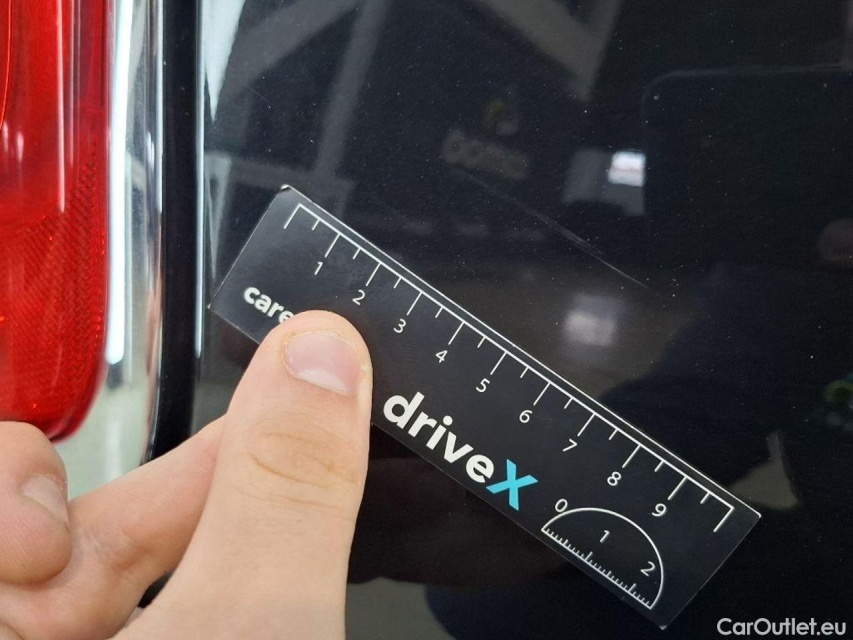 1 2 3 4 5 6 7 8 9
care
driveX
0 1 2
CarOutlet.eu